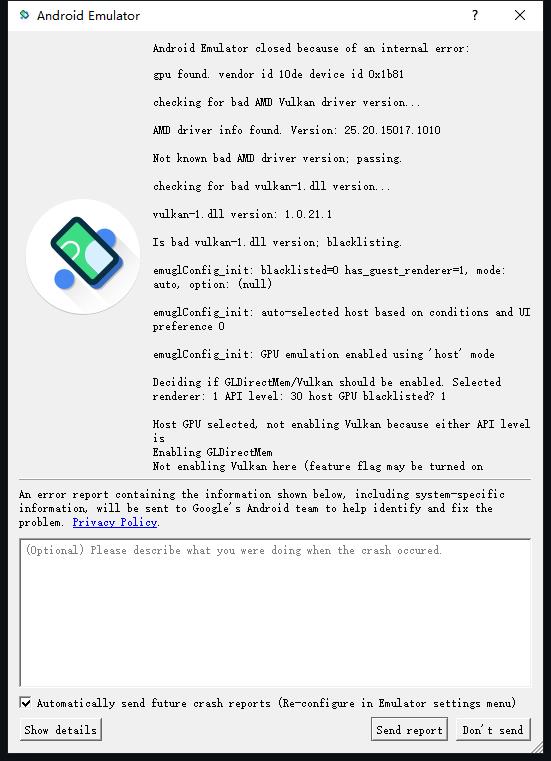 Android Emulator
?
Android Emulator closed because of an internal error:
gpu found. vendor id 10de device id 0x1b81
checking for bad AMD Vulkan driver version...
AMD driver info found. Version: 25.20.15017.1010
Not known bad AMD driver version; passing.
checking for bad vulkan-1.dll version...
vulkan-1.dll version: 1.0.21.1
Is bad vulkan-1.dll version; blacklisting.
emuglConfig_init: blacklisted=0 has_guest_renderer=1, mode:
auto, option: (null)
emuglConfig_init: auto-selected host based on conditions and UI
preference 0
emuglConfig_init: GPU emulation enabled using 'host' mode
Deciding if GLDirectMem/Vulkan should be enabled. Selected
renderer: 1 API level: 30 host GPU blacklisted? 1
Host GPU selected, not enabling Vulkan because either API level
is
Enabling GLDirectMem
Not enabling Vulkan here (feature flag may be turned on
An error report containing the information shown below, including system-specific
information, will be sent to Google's Android team to help identify and fix the
problem. Privacy Policy.
(Optional) Please describe what you were doing when the crash occured.
Automatically send future crash reports (Re-configure in Emulator settings menu)
Show details
Send report
Don't send